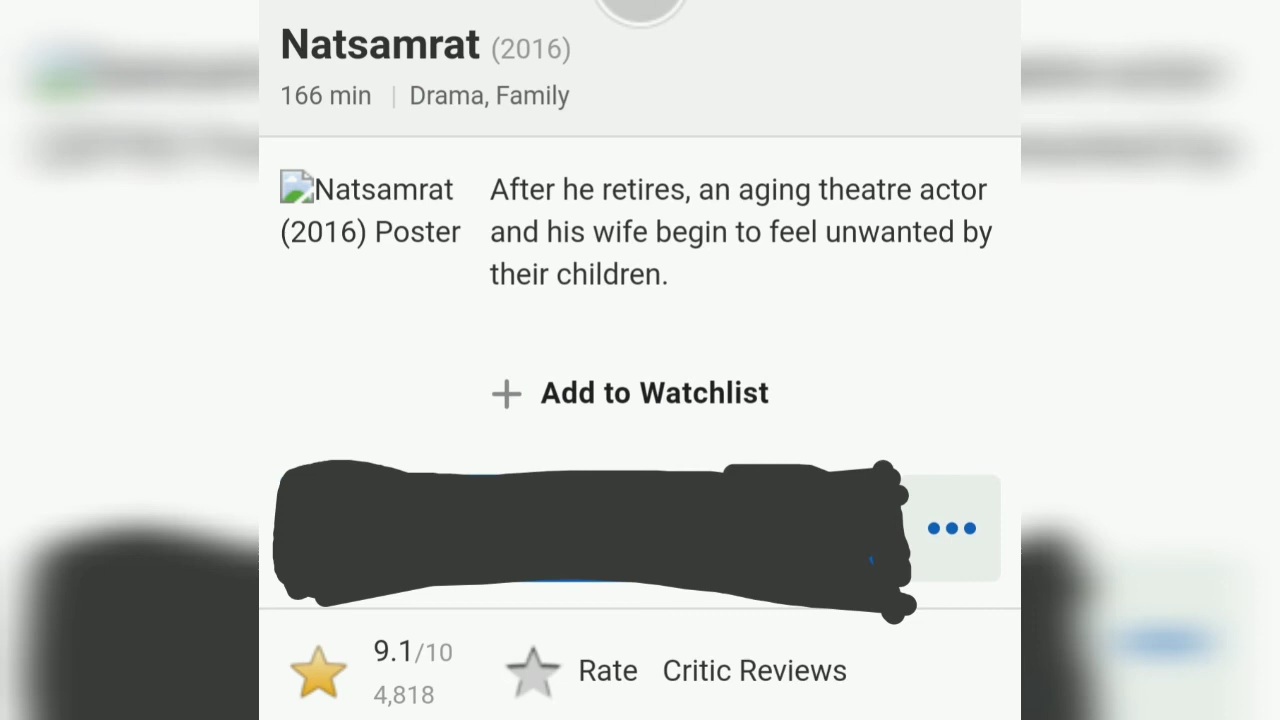 Natsamrat (2016)
166 min | Drama, Family
Natsamrat
(2016) Poster
After he retires, an aging theatre actor
and his wife begin to feel unwanted by
their children.
+ Add to Watchlist
9.1/10
4,818
Rate Critic Reviews